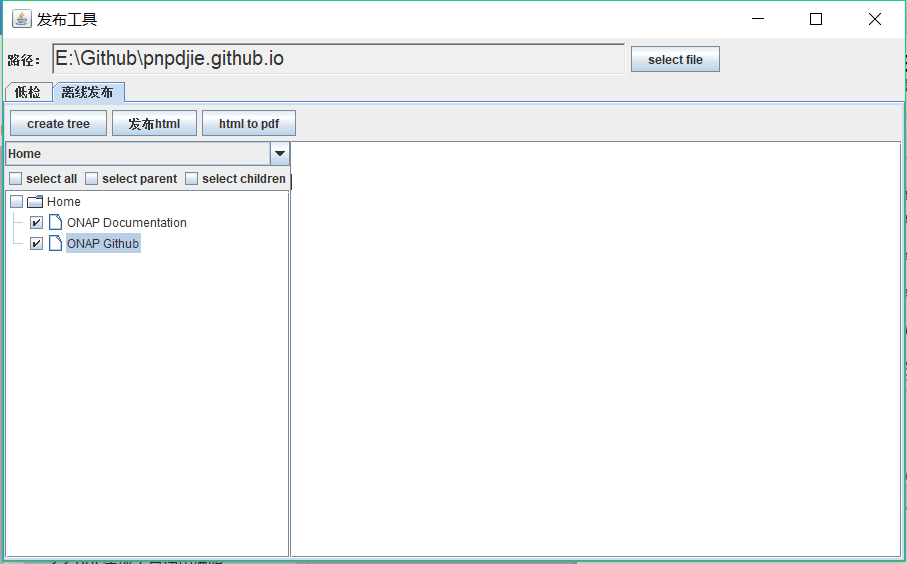 发布工具
路径: E:\Github\pnpdjie.github.io select file
低检 离线发布
create tree 发布html html to pdf
Home
select all select parent select children
Home
ONAP Documentation
ONAP Github